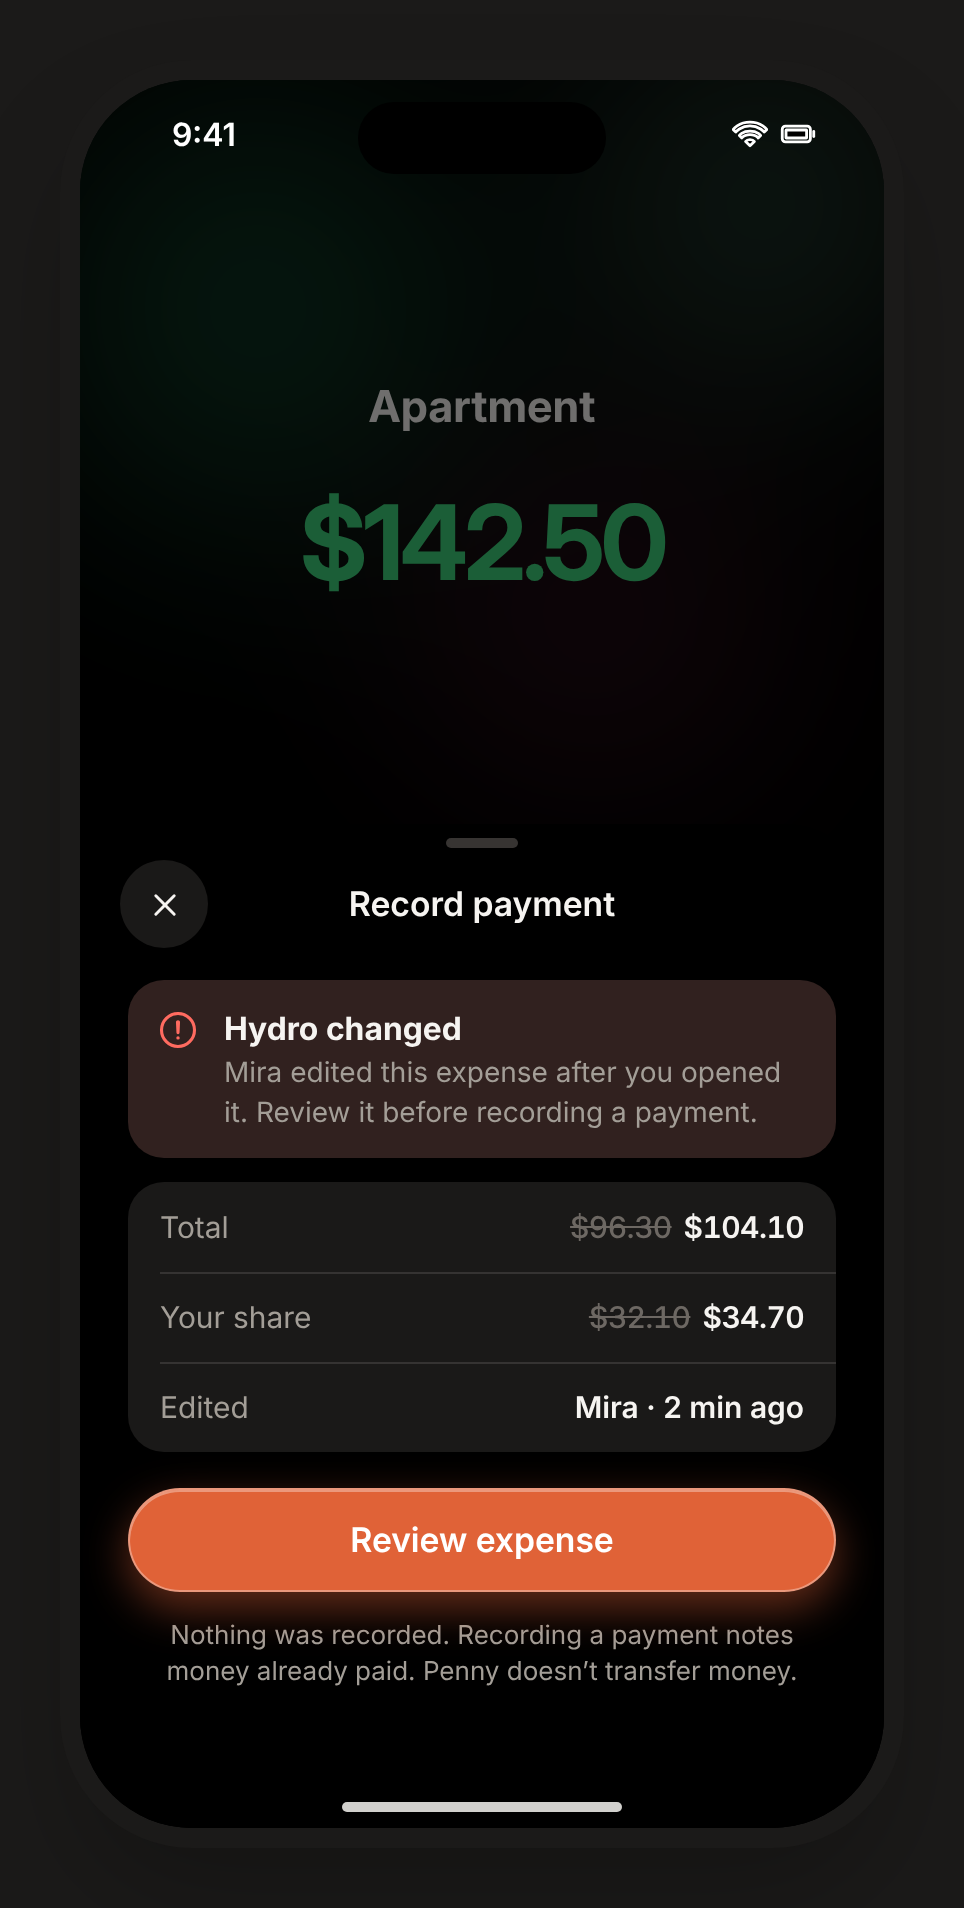 9:41
Apartment
$142.50
Record payment
Hydro changed
Mira edited this expense after you opened
it. Review it before recording a payment.
Total $96.30 $104.10
Your share $32.10 $34.70
Edited Mira · 2 min ago
Review expense
Nothing was recorded. Recording a payment notes
money already paid. Penny doesn’t transfer money.